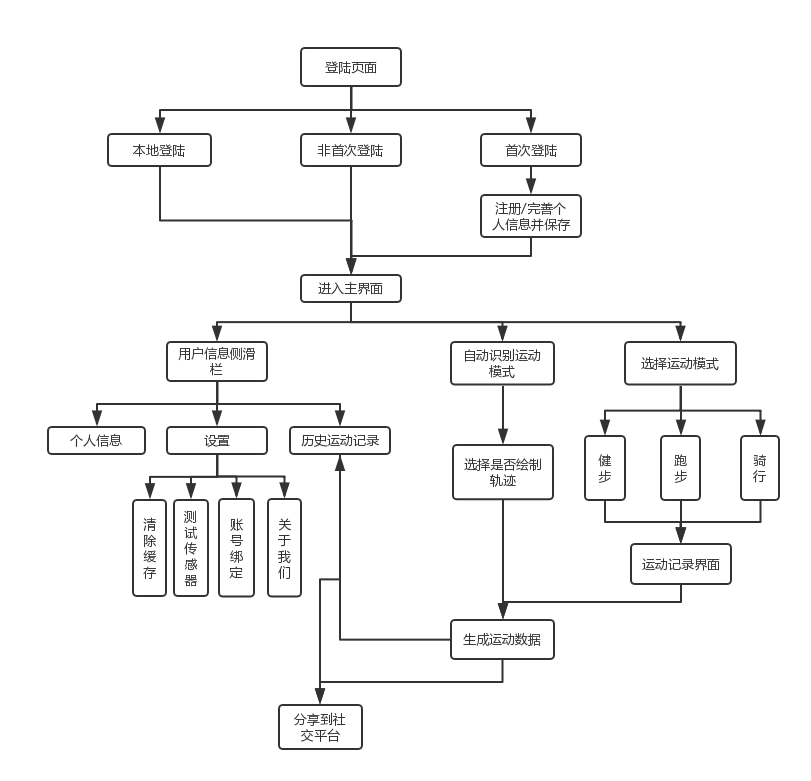 登陆页面
本地登陆
非首次登陆
首次登陆
注册/完善个
人信息并保存
进入主界面
用户信息侧滑
栏
自动识别运动
模式
选择运动模式
个人信息
设置
历史运动记录
选择是否绘制
轨迹
健
步
跑
步
骑
行
清
除
缓
存
测
试
传
感
器
账
号
绑
定
关
于
我
们
运动记录界面
生成运动数据
分享到社
交平台